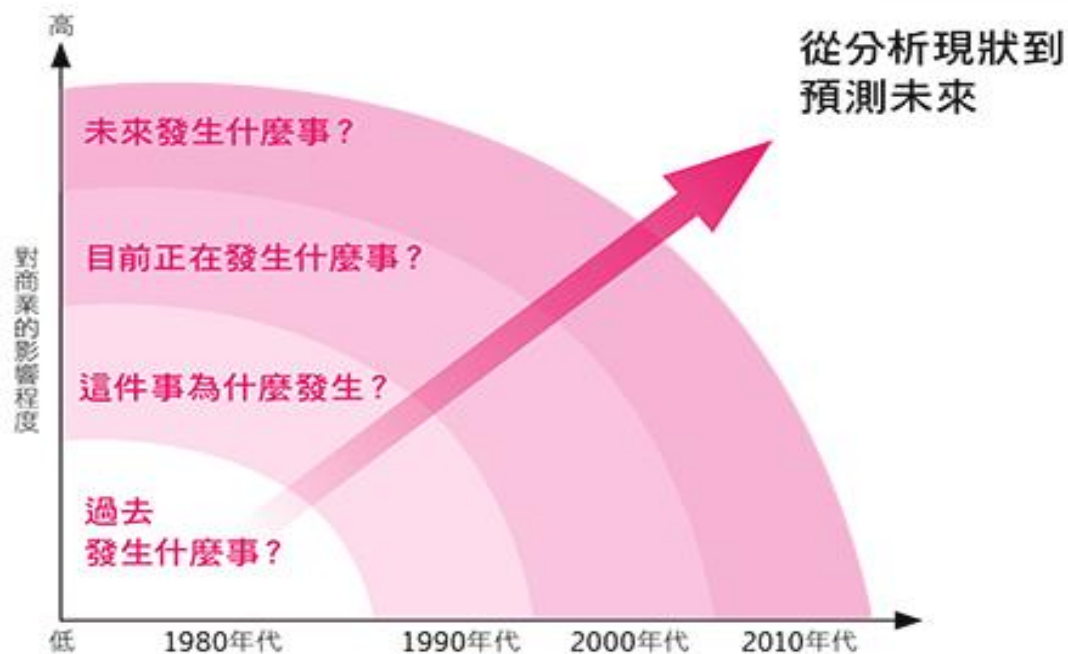 高
從分析現狀到
預測未來
未來發生什麼事？
目前正在發生什麼事？
對商業的影響程度
這件事為什麼發生？
過去
發生什麼事？
低
1980年代
1990年代
2000年代
2010年代